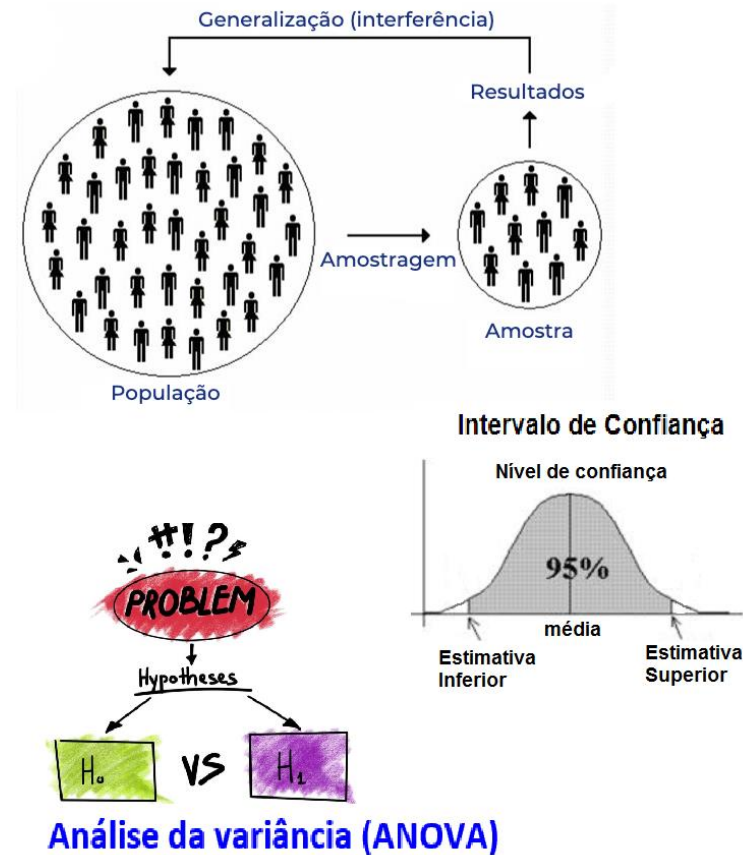 Generalização (interferência)
Resultados
Amostragem
Amostra
População
Intervalo de Confiança
Nível de confiança
95%
média
Estimativa
Inferior
Estimativa
Superior
#!?
PROBLEM
Hypotheses
H₀ VS H₁
Análise da variância (ANOVA)